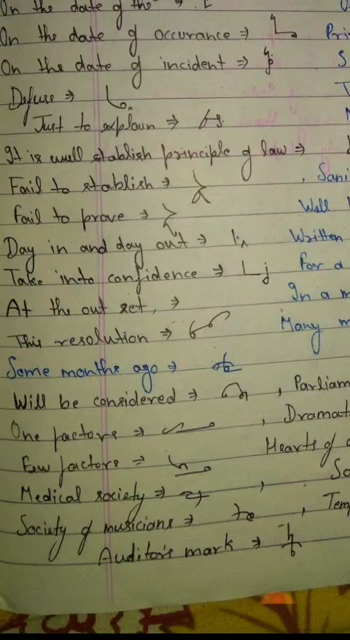 On the date of the ⇒
On the date of occurance ⇒ Pri
On the date of incident ⇒ S
Defuse ⇒
Just to explain ⇒
It is well establish principle of law ⇒
Fail to establish ⇒ , Sani
Fail to prove ⇒ Well
Day in and day out ⇒ Written
Take into confidence ⇒ For a
At the out set, ⇒ In a m
This resolution ⇒ Many m
Some months ago ⇒
Will be considered ⇒ , Parliam
One factors ⇒ , Dramat
Few factors ⇒ Hearts of
Medical society ⇒ , So
Society of musicians ⇒ , Tem
Auditor's mark ⇒